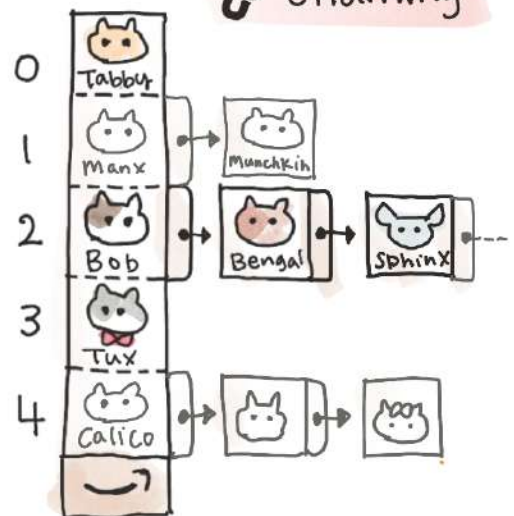 Chaining
0
Tabby
1
Manx
Munchkin
2
Bob
Bengal
Sphinx
3
Tux
4
Calico